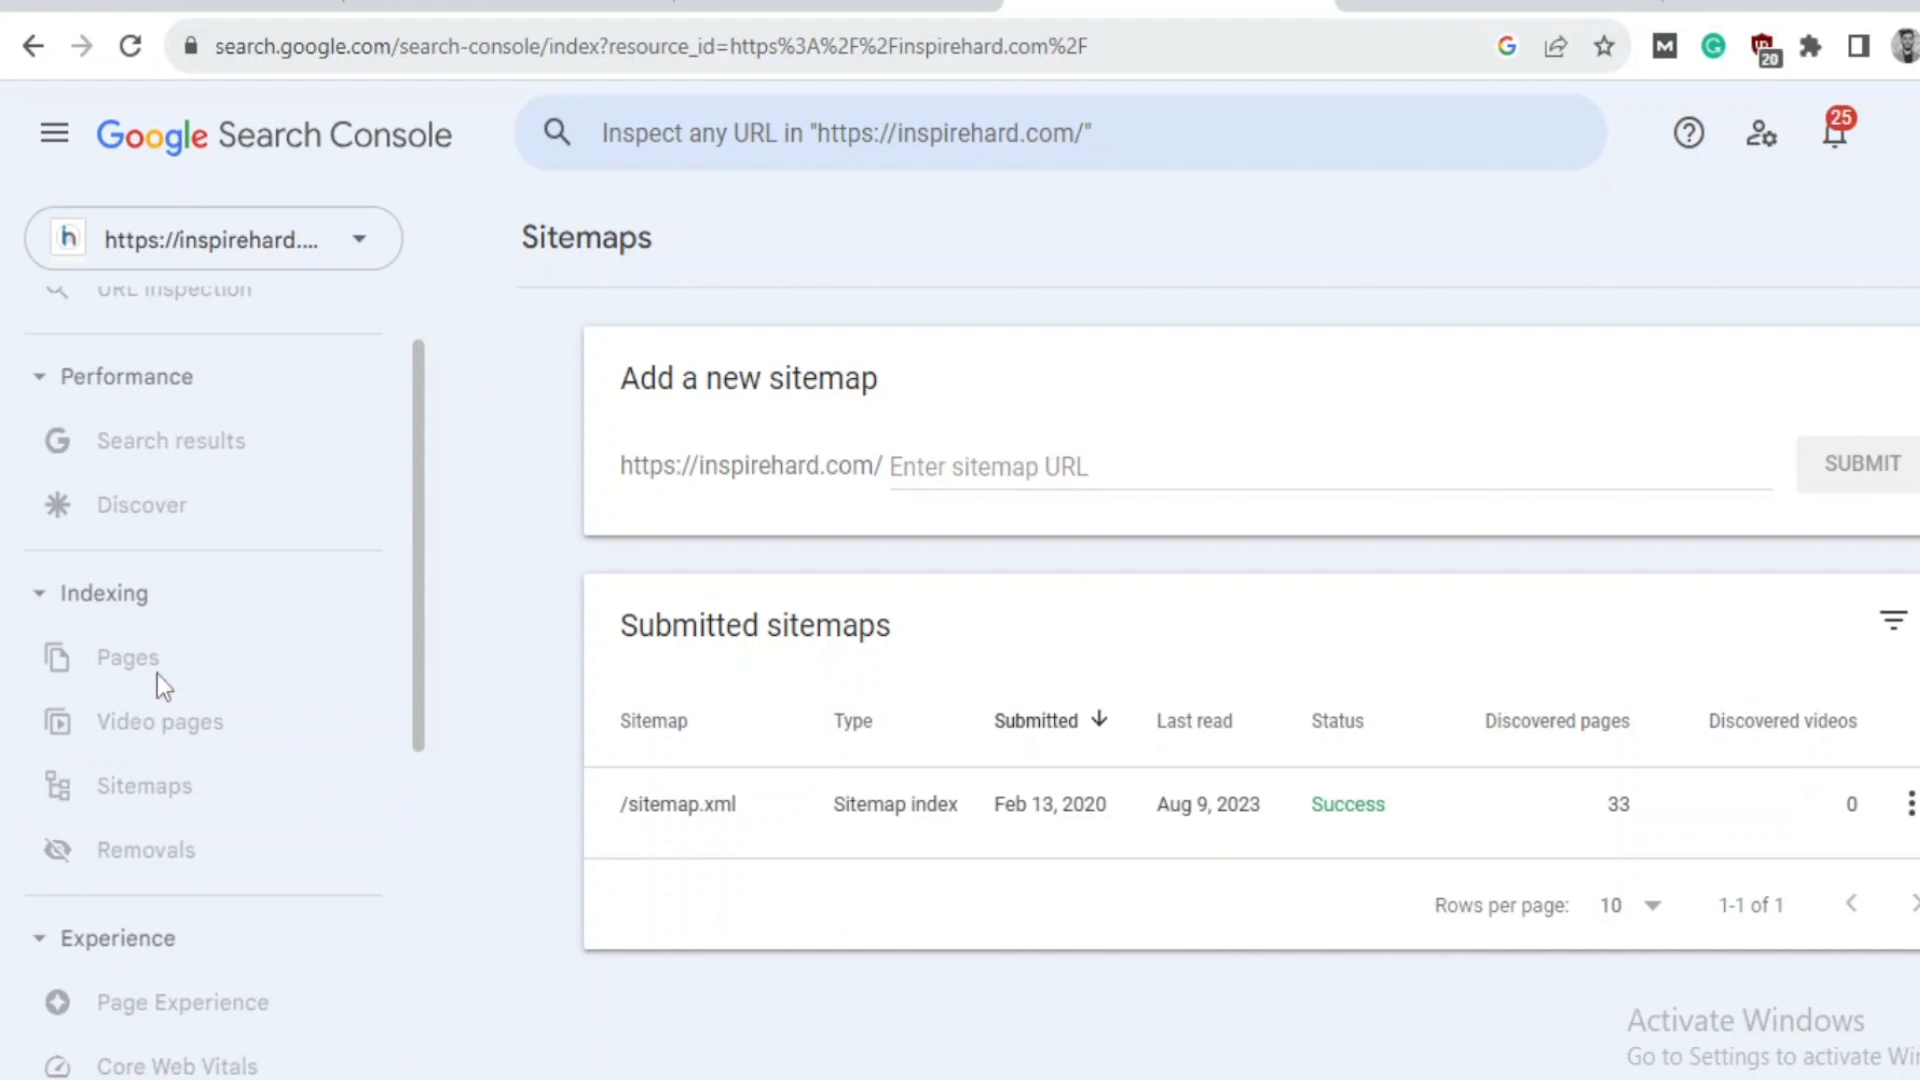 search.google.com/search-console/index?resource_id=https%3A%2F%2Finspirehard.com%2F
20
Google Search Console
Inspect any URL in "https://inspirehard.com/"
25
h https://inspirehard....
Sitemaps
URL inspection
Performance
Search results
Discover
Indexing
Pages
Video pages
Sitemaps
Removals
Experience
Page Experience
Core Web Vitals
Add a new sitemap
https://inspirehard.com/ Enter sitemap URL
SUBMIT
Submitted sitemaps
Sitemap Type Submitted Last read Status Discovered pages Discovered videos
/sitemap.xml Sitemap index Feb 13, 2020 Aug 9, 2023 Success 33 0
Rows per page: 10 1-1 of 1
Activate Windows
Go to Settings to activate Wi